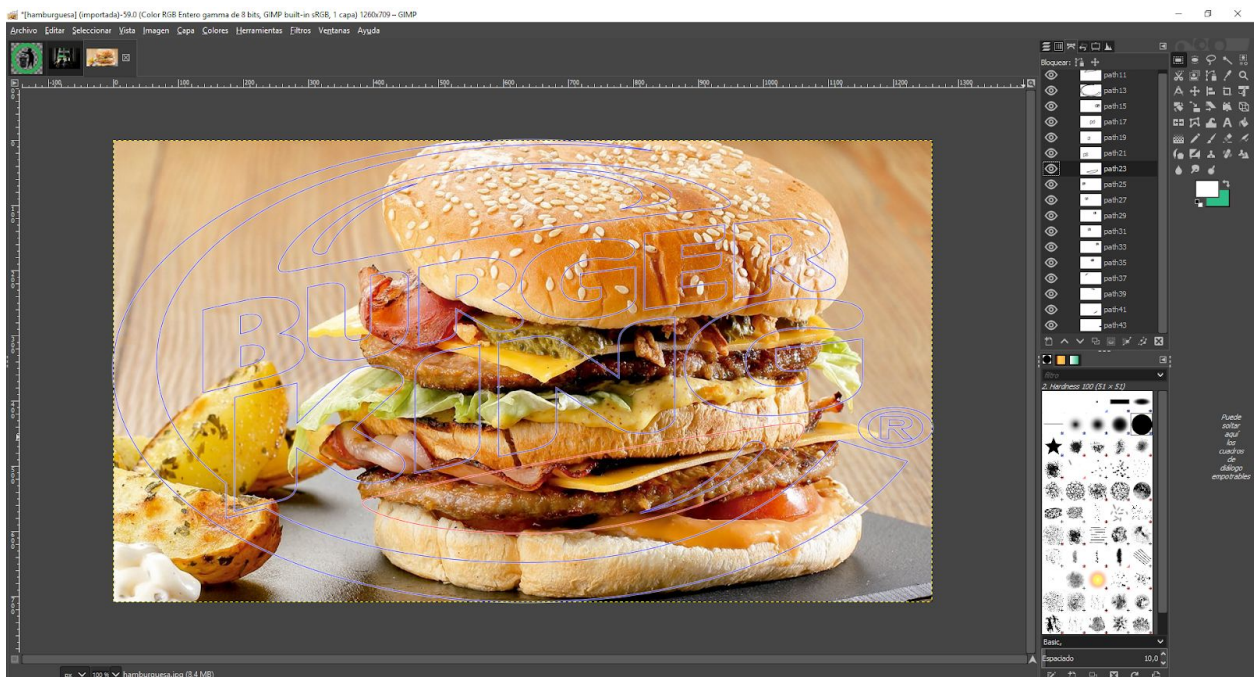 *[hamburguesa] (importada)-59.0 (Color RGB Entero gamma de 8 bits, GIMP built-in sRGB, 1 capa) 1260x709 – GIMP
Archivo Editar Seleccionar Vista Imagen Capa Colores Herramientas Filtros Ventanas Ayuda
Bloquear:
path11
path13
path15
path17
path19
path21
path23
path25
path27
path29
path31
path33
path35
path37
path39
path41
path43
BURGER
KING
®
filtro
2. Hardness 100 (51 × 51)
Basic,
Espaciado 10,0
Puede
soltar
aquí
los
cuadros
de
diálogo
empotrables
px 100 % hamburguesa.jpg (8,4 MB)